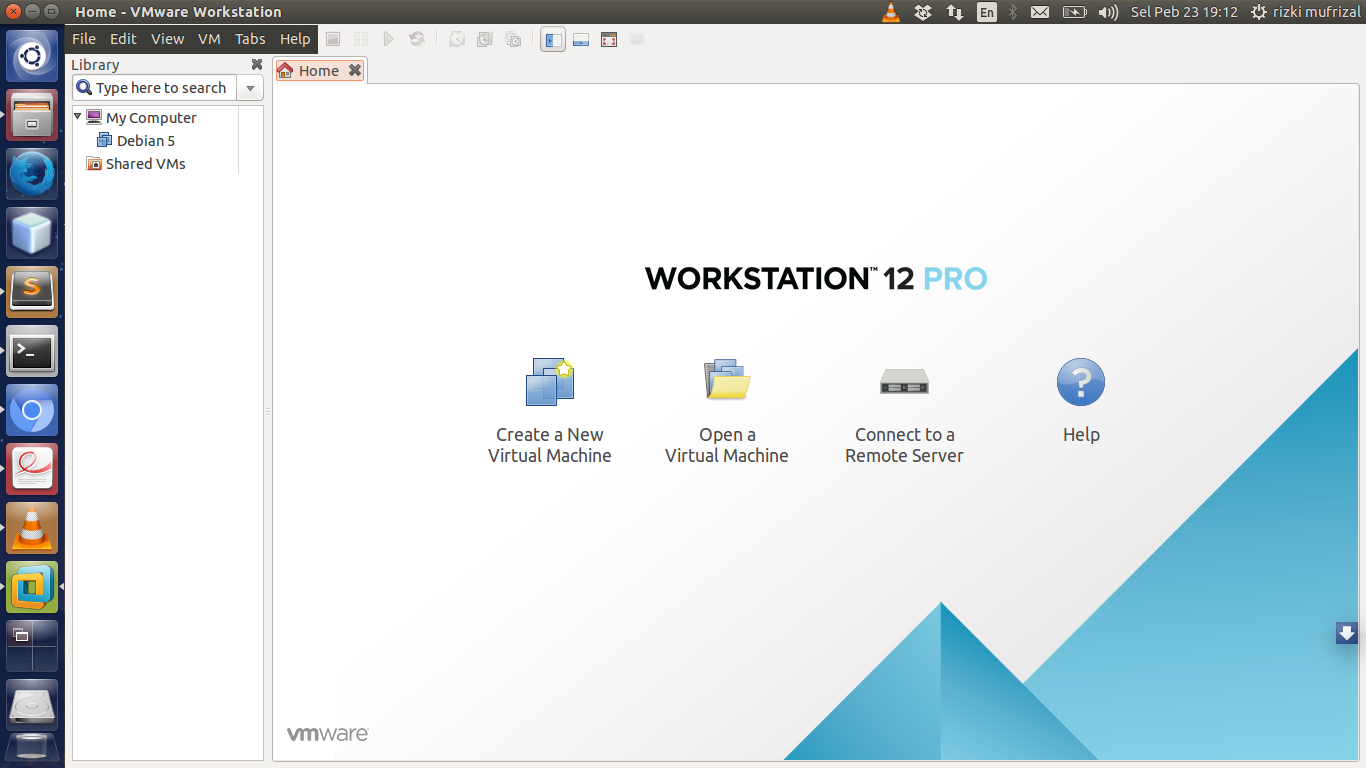 Home - VMware Workstation
En
Sel Peb 23 19:12
rizki mufrizal
File Edit View VM Tabs Help
Library
Type here to search
My Computer
Debian 5
Shared VMs
Home
WORKSTATION™ 12 PRO
Create a New
Virtual Machine
Open a
Virtual Machine
Connect to a
Remote Server
Help
vmware